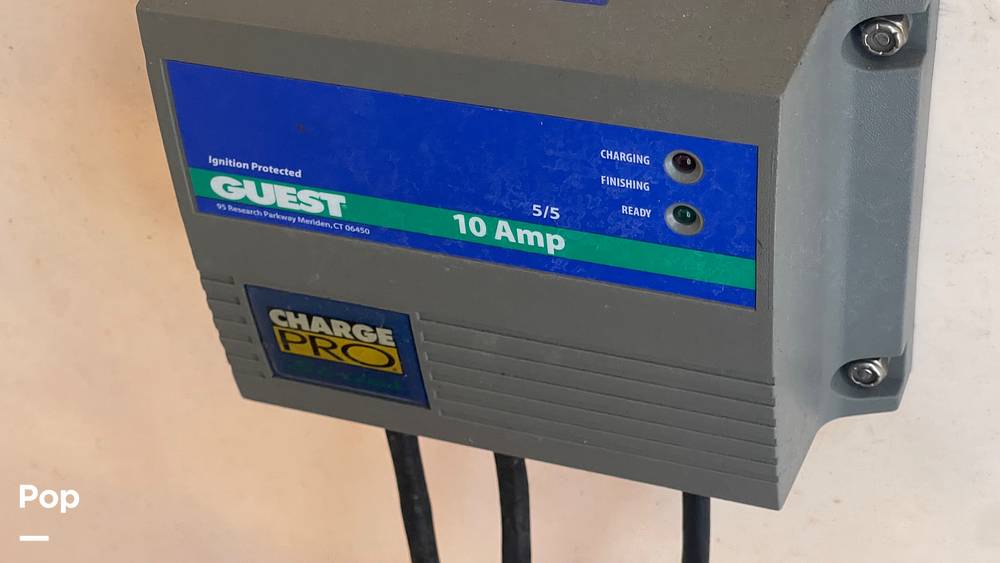 CHARGING
FINISHING
READY
Ignition Protected
GUEST
95 Research Parkway Meriden, CT 06450
5/5
10 Amp
CHARGE
PRO
Pop